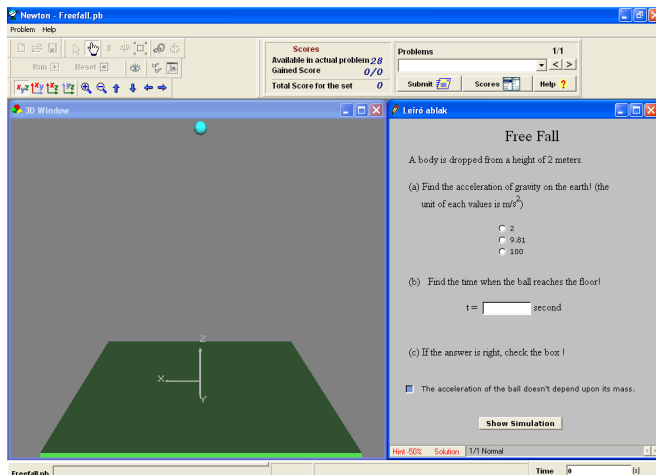 Newton - Freefall.pb
Problem Help
Run Reset
Scores
Available in actual problem 28
Gained Score 0/0
Total Score for the set 0
Problems 1/1
Submit Scores Help ?
xyz xy xz yz
3D Window
Z
X
Y
Leíró ablak
Free Fall
A body is dropped from a height of 2 meters.
(a) Find the acceleration of gravity on the earth! (the
unit of each values is m/s²)
2
9.81
100
(b) Find the time when the ball reaches the floor!
t = second
(c) If the answer is right, check the box !
The acceleration of the ball doesn't depend upon its mass.
Show Simulation
Hint -50% Solution 1/1 Normal
Freefall.pb
Time 0 [s]